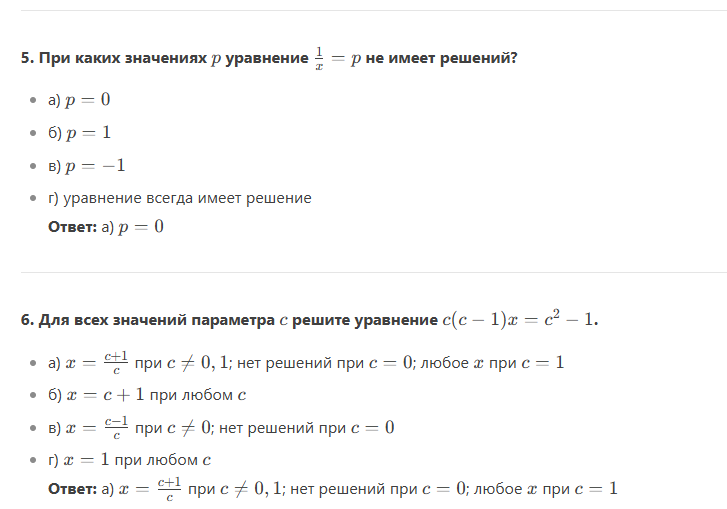 5. При каких значениях p уравнение 1/x = p не имеет решений?
а) p = 0
б) p = 1
в) p = −1
г) уравнение всегда имеет решение
Ответ: а) p = 0
6. Для всех значений параметра c решите уравнение c(c − 1)x = c² − 1.
а) x = (c+1)/c при c ≠ 0, 1; нет решений при c = 0; любое x при c = 1
б) x = c + 1 при любом c
в) x = (c−1)/c при c ≠ 0; нет решений при c = 0
г) x = 1 при любом c
Ответ: а) x = (c+1)/c при c ≠ 0, 1; нет решений при c = 0; любое x при c = 1